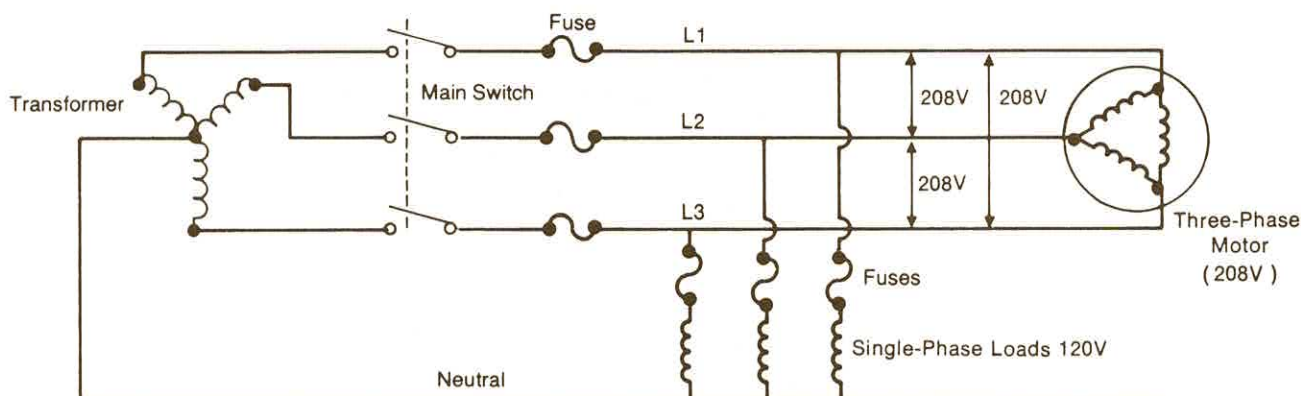 Fuse
L1
Transformer
Main Switch
208V
208V
L2
208V
L3
Three-Phase
Motor
( 208V )
Fuses
Single-Phase Loads 120V
Neutral